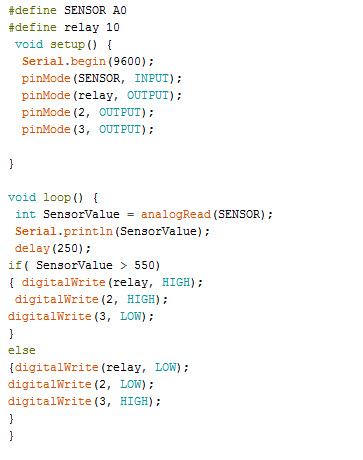 #define SENSOR A0
#define relay 10
void setup() {
Serial.begin(9600);
pinMode(SENSOR, INPUT);
pinMode(relay, OUTPUT);
pinMode(2, OUTPUT);
pinMode(3, OUTPUT);
}
void loop() {
int SensorValue = analogRead(SENSOR);
Serial.println(SensorValue);
delay(250);
if( SensorValue > 550)
{ digitalWrite(relay, HIGH);
digitalWrite(2, HIGH);
digitalWrite(3, LOW);
}
else
{digitalWrite(relay, LOW);
digitalWrite(2, LOW);
digitalWrite(3, HIGH);
}
}